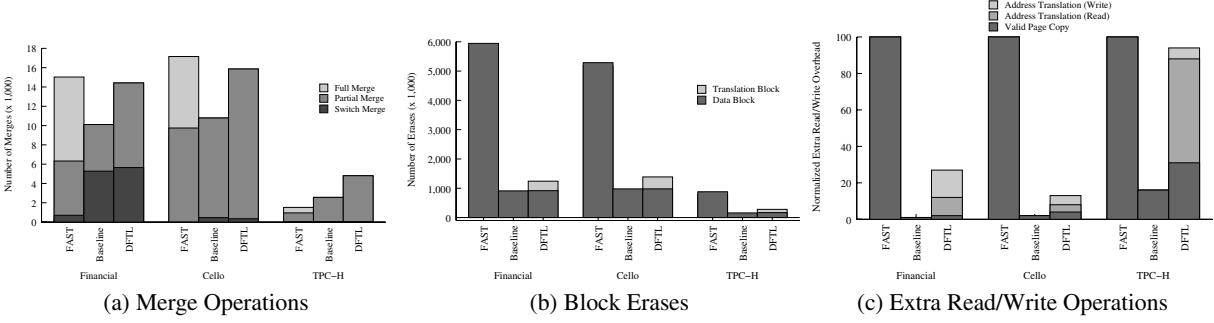 Number of Merges (x 1,000)
18
16
14
12
10
8
6
4
2
0
Full Merge
Partial Merge
Switch Merge
FAST
Baseline
DFTL
FAST
Baseline
DFTL
FAST
Baseline
DFTL
Financial
Cello
TPC−H
(a) Merge Operations
Number of Erases (x 1,000)
6,000
5,000
4,000
3,000
2,000
1,000
0
Translation Block
Data Block
FAST
Baseline
DFTL
FAST
Baseline
DFTL
FAST
Baseline
DFTL
Financial
Cello
TPC−H
(b) Block Erases
Address Translation (Write)
Address Translation (Read)
Valid Page Copy
Normalized Extra Read/Write Overhead
100
80
60
40
20
0
FAST
Baseline
DFTL
FAST
Baseline
DFTL
FAST
Baseline
DFTL
Financial
Cello
TPC−H
(c) Extra Read/Write Operations